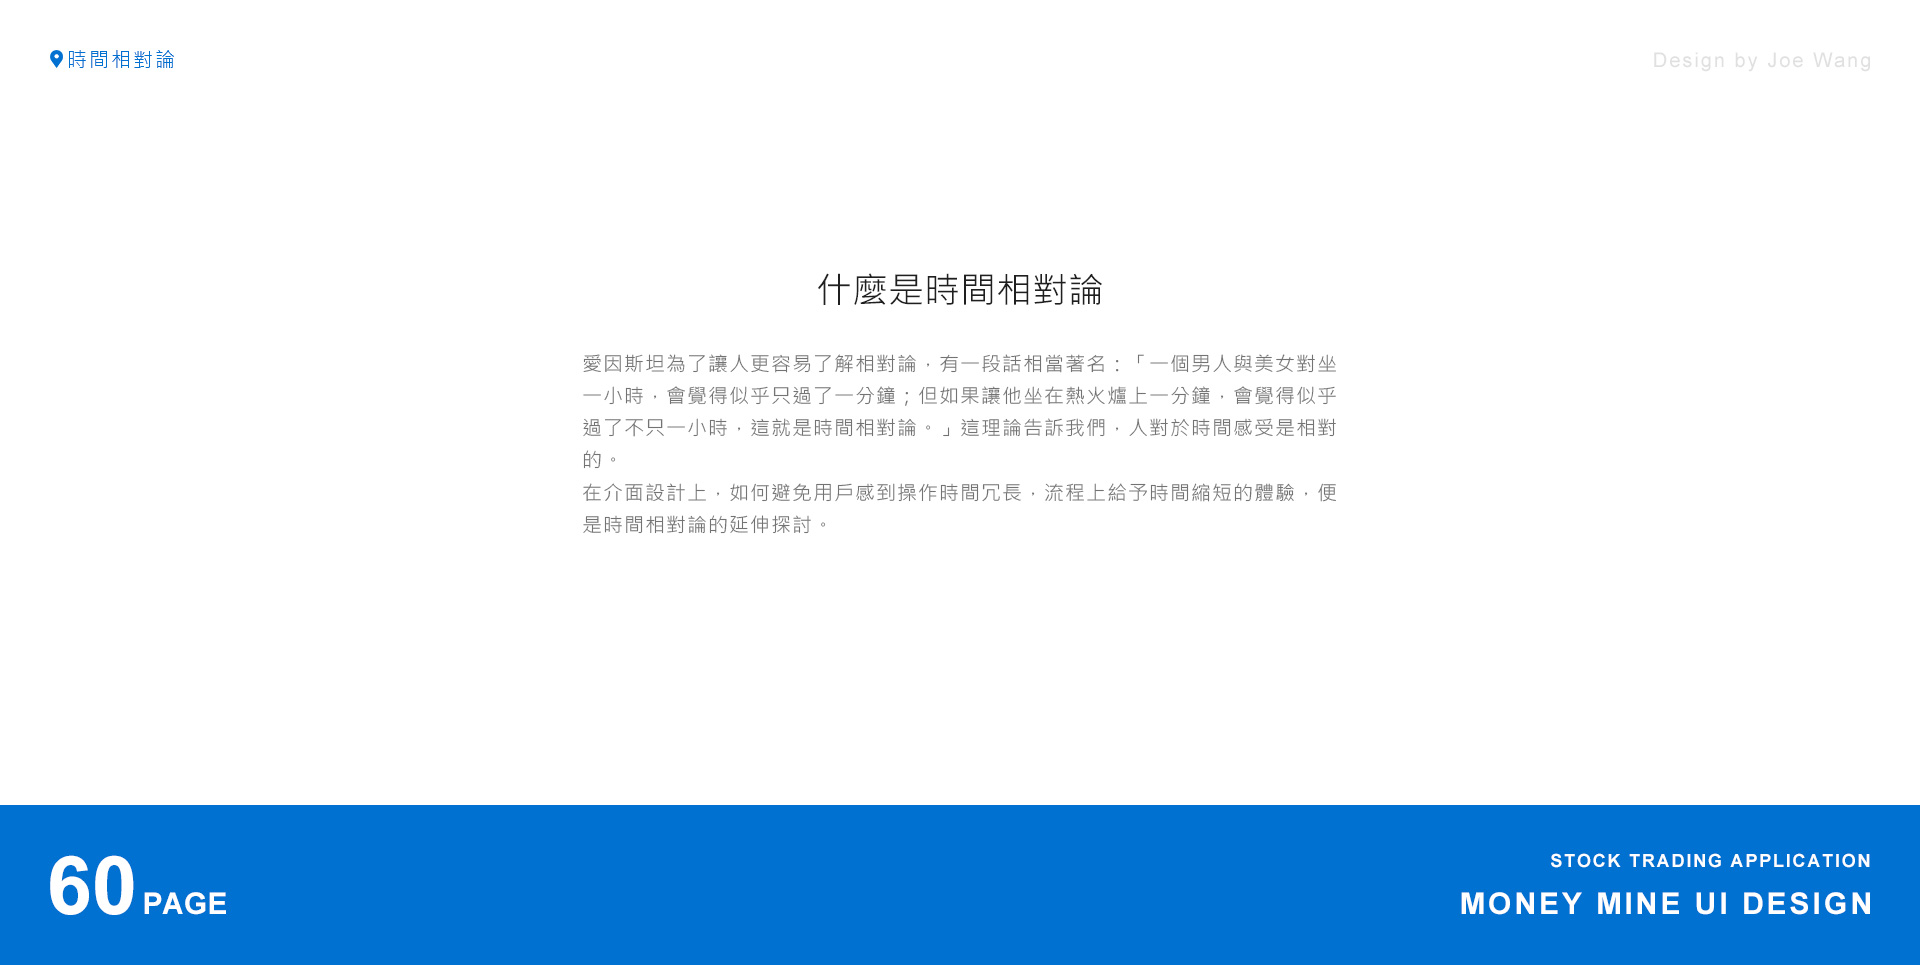 時間相對論
Design by Joe Wang
什麼是時間相對論
愛因斯坦為了讓人更容易了解相對論，有一段話相當著名：「一個男人與美女對坐
一小時，會覺得似乎只過了一分鐘；但如果讓他坐在熱火爐上一分鐘，會覺得似乎
過了不只一小時，這就是時間相對論。」這理論告訴我們，人對於時間感受是相對
的。
在介面設計上，如何避免用戶感到操作時間冗長，流程上給予時間縮短的體驗，便
是時間相對論的延伸探討。
60 PAGE
STOCK TRADING APPLICATION
MONEY MINE UI DESIGN